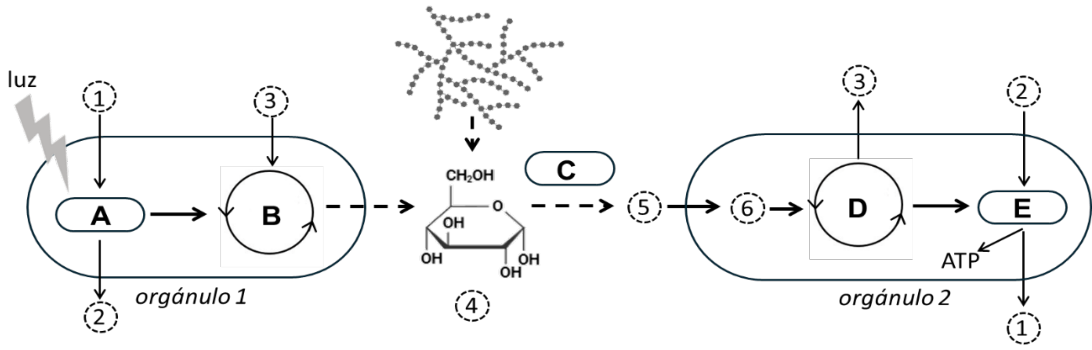 luz
1
3
3
2
A
B
CH₂OH
O
OH
OH
OH
OH
C
5
6
D
E
ATP
2
orgánulo 1
4
orgánulo 2
1